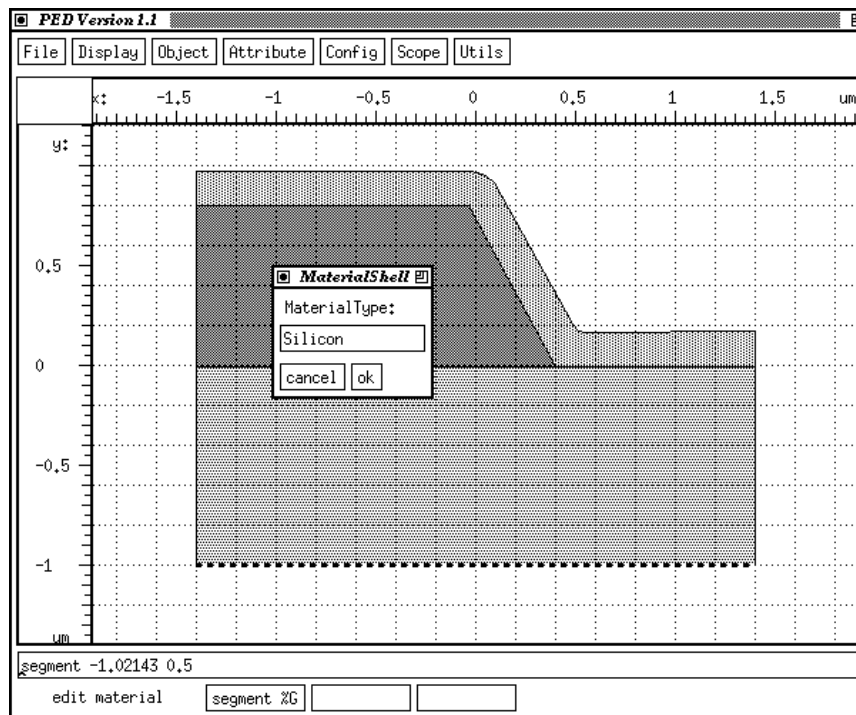 PED Version 1.1
File Display Object Attribute Config Scope Utils
x: -1.5 -1 -0.5 0 0.5 1 1.5 um
y:
0.5
MaterialShell
MaterialType:
Silicon
0
cancel ok
-0.5
-1
um
segment -1.02143 0.5
edit material segment %G